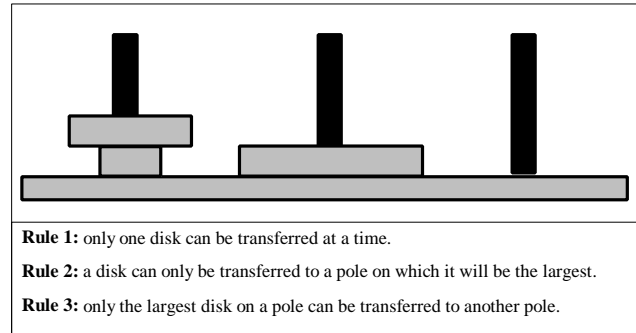 Rule 1: only one disk can be transferred at a time.
Rule 2: a disk can only be transferred to a pole on which it will be the largest.
Rule 3: only the largest disk on a pole can be transferred to another pole.